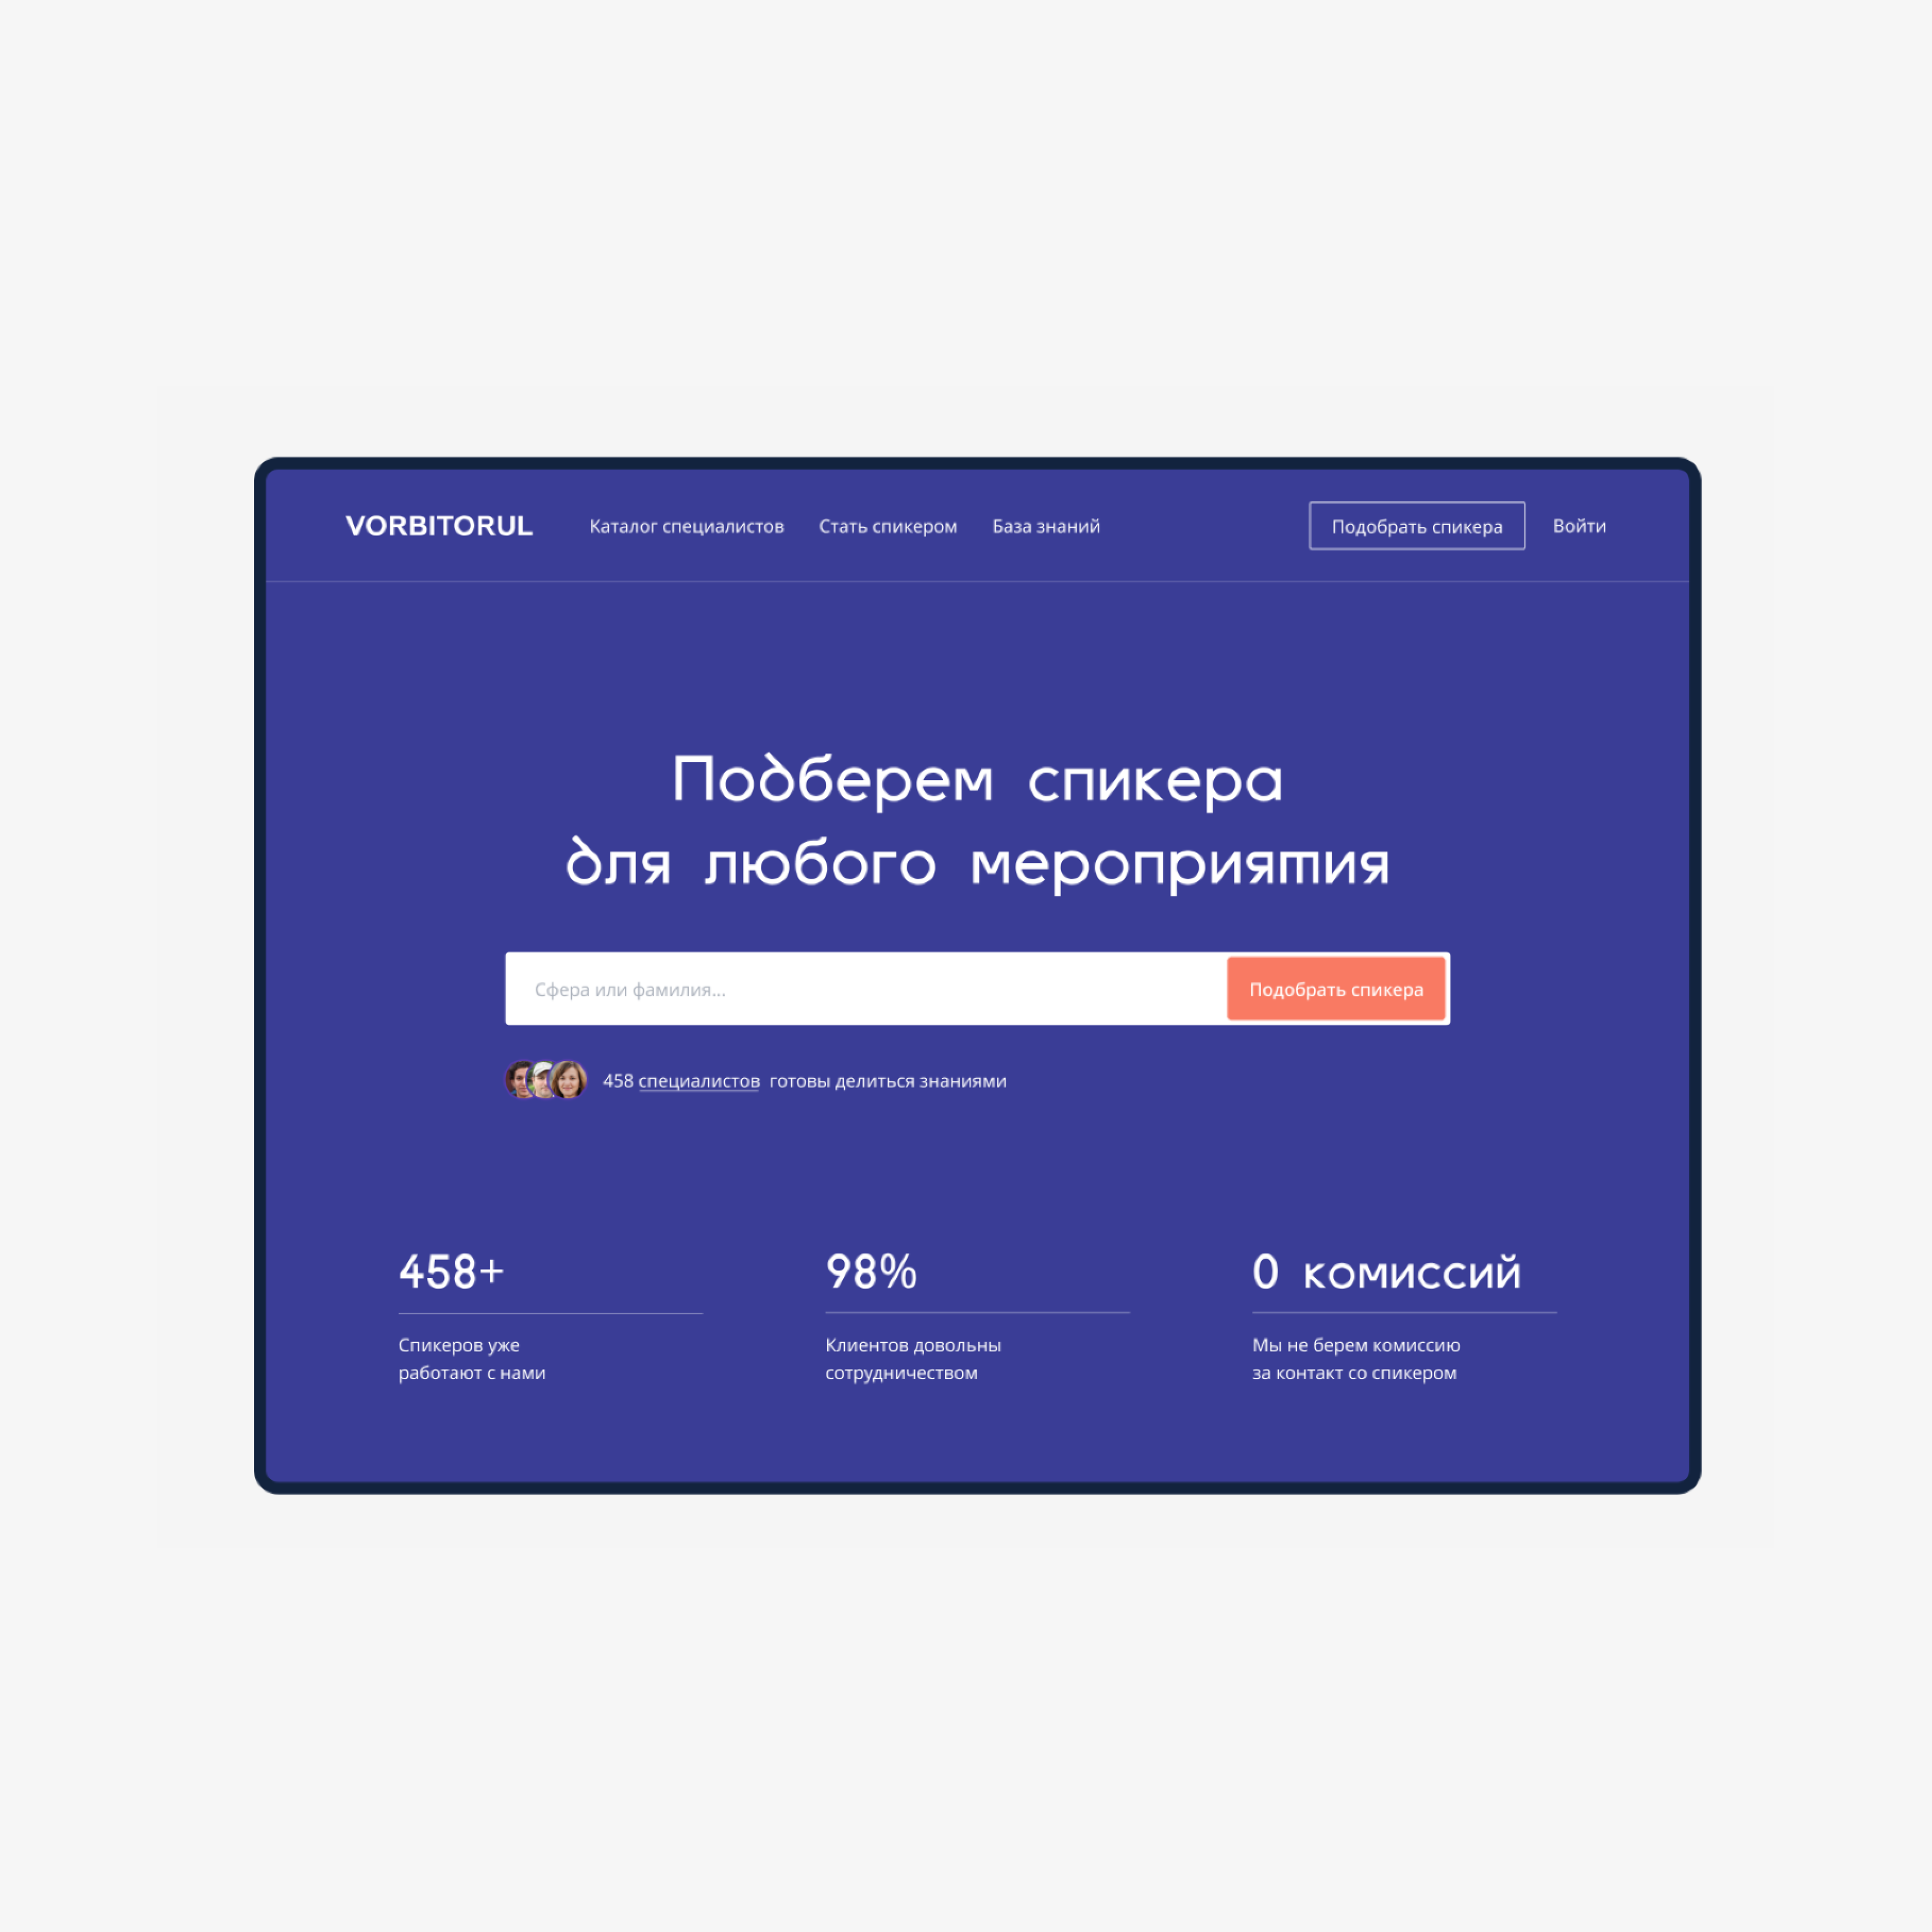 VORBITORUL
Каталог специалистов
Стать спикером
База знаний
Подобрать спикера
Войти
Подберем спикера
для любого мероприятия
Сфера или фамилия...
Подобрать спикера
458 специалистов готовы делиться знаниями
458+
Спикеров уже
работают с нами
98%
Клиентов довольны
сотрудничеством
0 комиссий
Мы не берем комиссию
за контакт со спикером